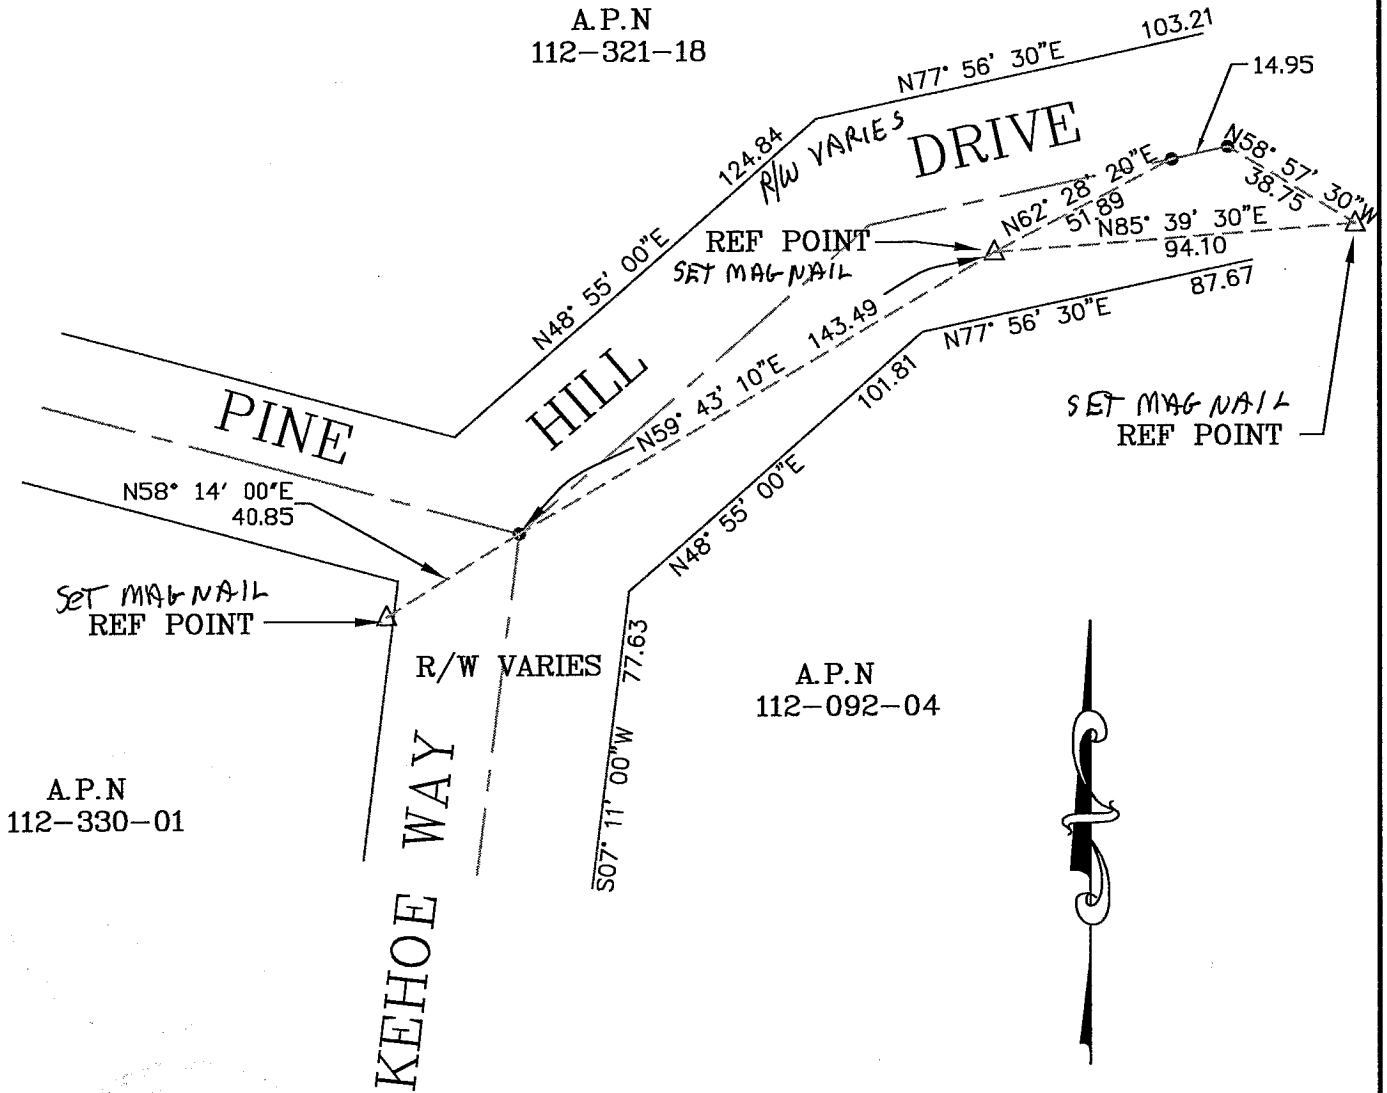 A.P.N
112-321-18
103.21
N77° 56' 30"E
14.95
124.84
R/W VARIES
DRIVE
N58° 57' 30"W
38.75
N62° 28' 20"E
51.89
N85° 39' 30"E
94.10
REF POINT
SET MAG NAIL
N48° 55' 00"E
87.67
N77° 56' 30"E
143.49
N59° 43' 10"E
101.81
HILL
PINE
SET MAG NAIL
REF POINT
N48° 55' 00"E
N58° 14' 00"E
40.85
SET MAG NAIL
REF POINT
R/W VARIES
77.63
S07° 11' 00"W
A.P.N
112-092-04
A.P.N
112-330-01
KEHOE WAY